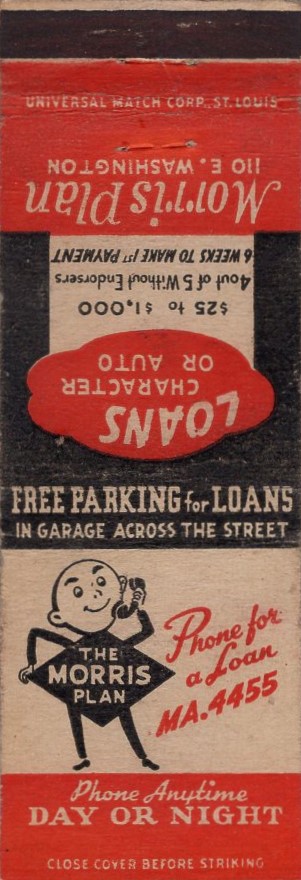 UNIVERSAL MATCH CORP., ST. LOUIS
Morris Plan
110 E. WASHINGTON
LOANS
CHARACTER
OR AUTO
$25 to $1,000
4 out of 5 Without Endorsers
6 WEEKS TO MAKE 1ST PAYMENT
FREE PARKING for LOANS
IN GARAGE ACROSS THE STREET
THE
MORRIS
PLAN
Phone for
a Loan
MA. 4455
Phone Anytime
DAY OR NIGHT
CLOSE COVER BEFORE STRIKING